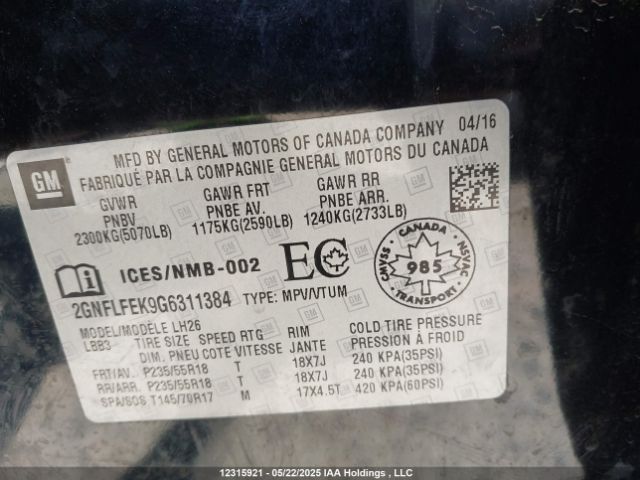 MFD BY GENERAL MOTORS OF CANADA COMPANY 04/16
FABRIQUÉ PAR LA COMPAGNIE GENERAL MOTORS DU CANADA
GM
GVWR GAWR FRT GAWR RR
PNBV PNBE AV. PNBE ARR.
2300KG(5070LB) 1175KG(2590LB) 1240KG(2733LB)
ICES/NMB-002 EC CANADA 985 TRANSPORT CMVSS NSVAC
2GNFLFEK9G6311384 TYPE: MPV/VTUM
MODEL/MODÈLE LH26
LBB3 TIRE SIZE SPEED RTG RIM COLD TIRE PRESSURE
DIM. PNEU COTE VITESSE JANTE PRESSION À FROID
FRT/AV. P235/55R18 T 18X7J 240 KPA(35PSI)
RR/ARR. P235/55R18 T 18X7J 240 KPA(35PSI)
SPA/SOS T145/70R17 M 17X4.5T 420 KPA(60PSI)
12315921 - 05/22/2025 IAA Holdings , LLC